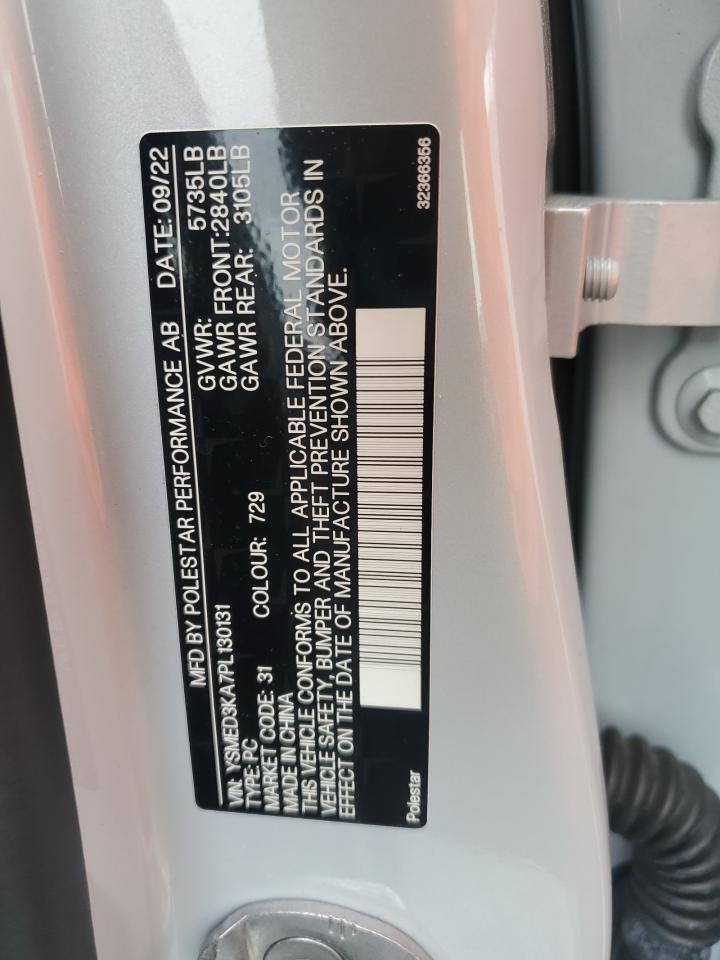 MFD BY POLESTAR PERFORMANCE AB DATE: 09/22
GVWR: 5735LB
VIN: YSMED3KA7PL130131 GAWR FRONT:2840LB
TYPE: PC GAWR REAR: 3105LB
MARKET CODE: 31 COLOUR: 729
MADE IN CHINA
THIS VEHICLE CONFORMS TO ALL APPLICABLE FEDERAL MOTOR
VEHICLE SAFETY, BUMPER AND THEFT PREVENTION STANDARDS IN
EFFECT ON THE DATE OF MANUFACTURE SHOWN ABOVE.
Polestar 32366356